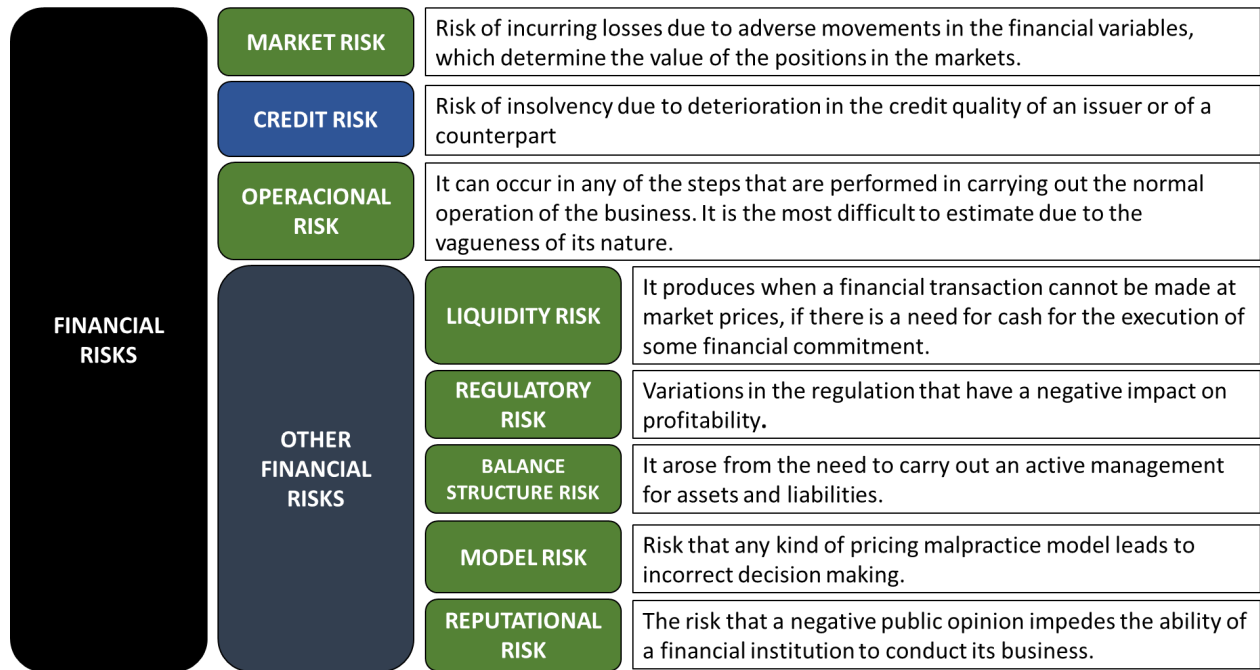 FINANCIAL
RISKS
MARKET RISK
Risk of incurring losses due to adverse movements in the financial variables,
which determine the value of the positions in the markets.
CREDIT RISK
Risk of insolvency due to deterioration in the credit quality of an issuer or of a
counterpart
OPERACIONAL
RISK
It can occur in any of the steps that are performed in carrying out the normal
operation of the business. It is the most difficult to estimate due to the
vagueness of its nature.
OTHER
FINANCIAL
RISKS
LIQUIDITY RISK
It produces when a financial transaction cannot be made at
market prices, if there is a need for cash for the execution of
some financial commitment.
REGULATORY
RISK
Variations in the regulation that have a negative impact on
profitability.
BALANCE
STRUCTURE RISK
It arose from the need to carry out an active management
for assets and liabilities.
MODEL RISK
Risk that any kind of pricing malpractice model leads to
incorrect decision making.
REPUTATIONAL
RISK
The risk that a negative public opinion impedes the ability of
a financial institution to conduct its business.